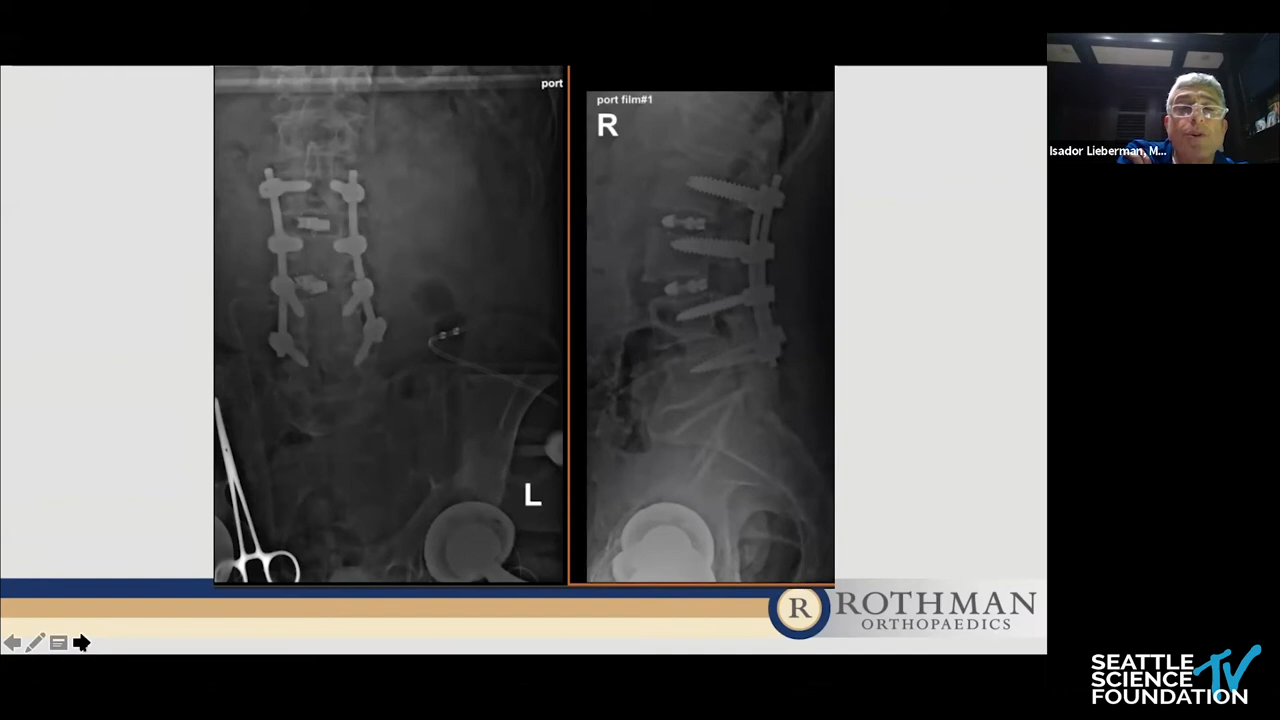 port
port film#1
R
Isador Lieberman, M...
L
R
ROTHMAN
ORTHOPAEDICS
SEATTLE
SCIENCE
FOUNDATION
TV